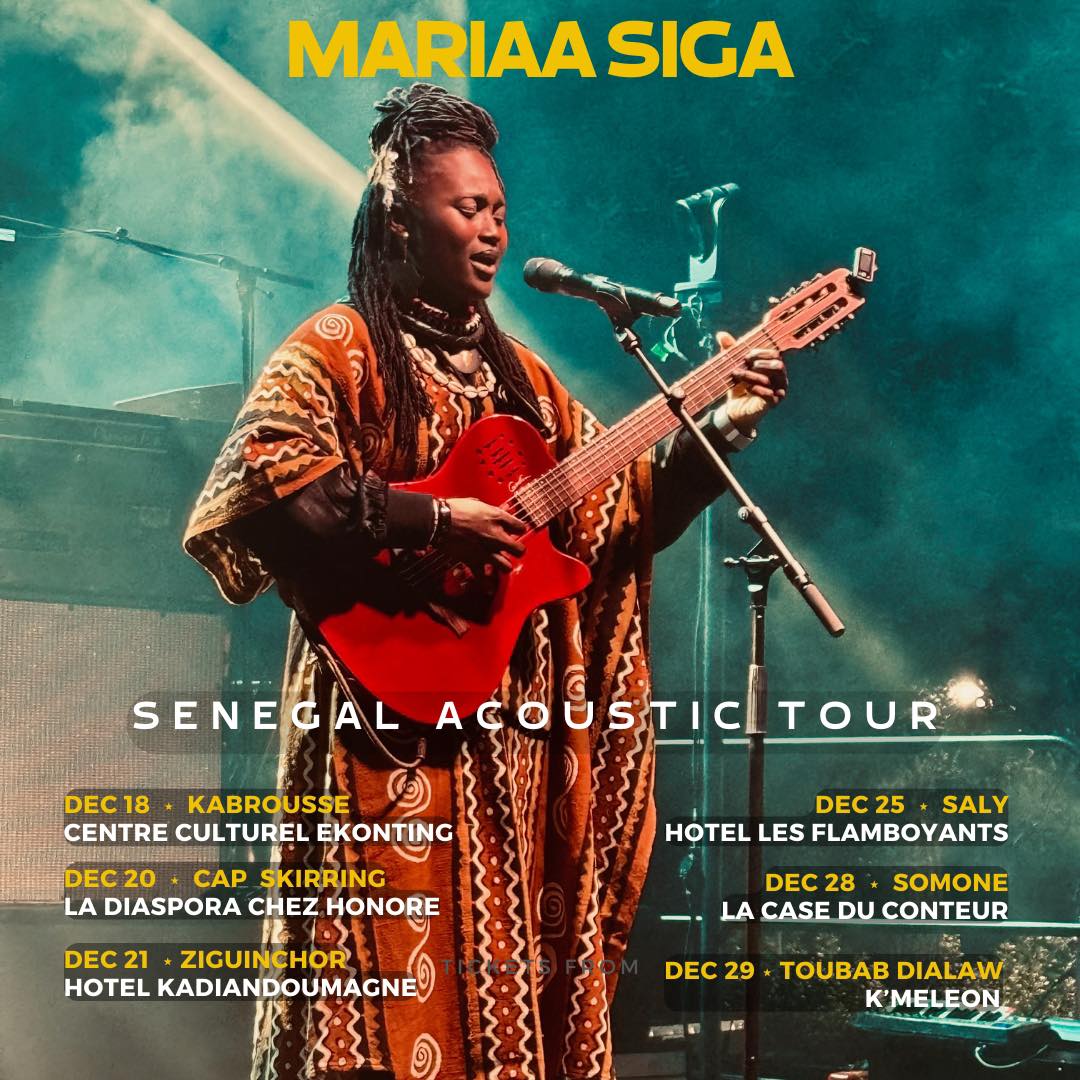 MARIAA SIGA
SENEGAL ACOUSTIC TOUR
DEC 18 ⋆ KABROUSSE
CENTRE CULTUREL EKONTING
DEC 20 ⋆ CAP SKIRRING
LA DIASPORA CHEZ HONORE
DEC 21 ⋆ ZIGUINCHOR
HOTEL KADIANDOUMAGNE
TICKETS FROM
DEC 25 ⋆ SALY
HOTEL LES FLAMBOYANTS
DEC 28 ⋆ SOMONE
LA CASE DU CONTEUR
DEC 29 ⋆ TOUBAB DIALAW
K’MELEON